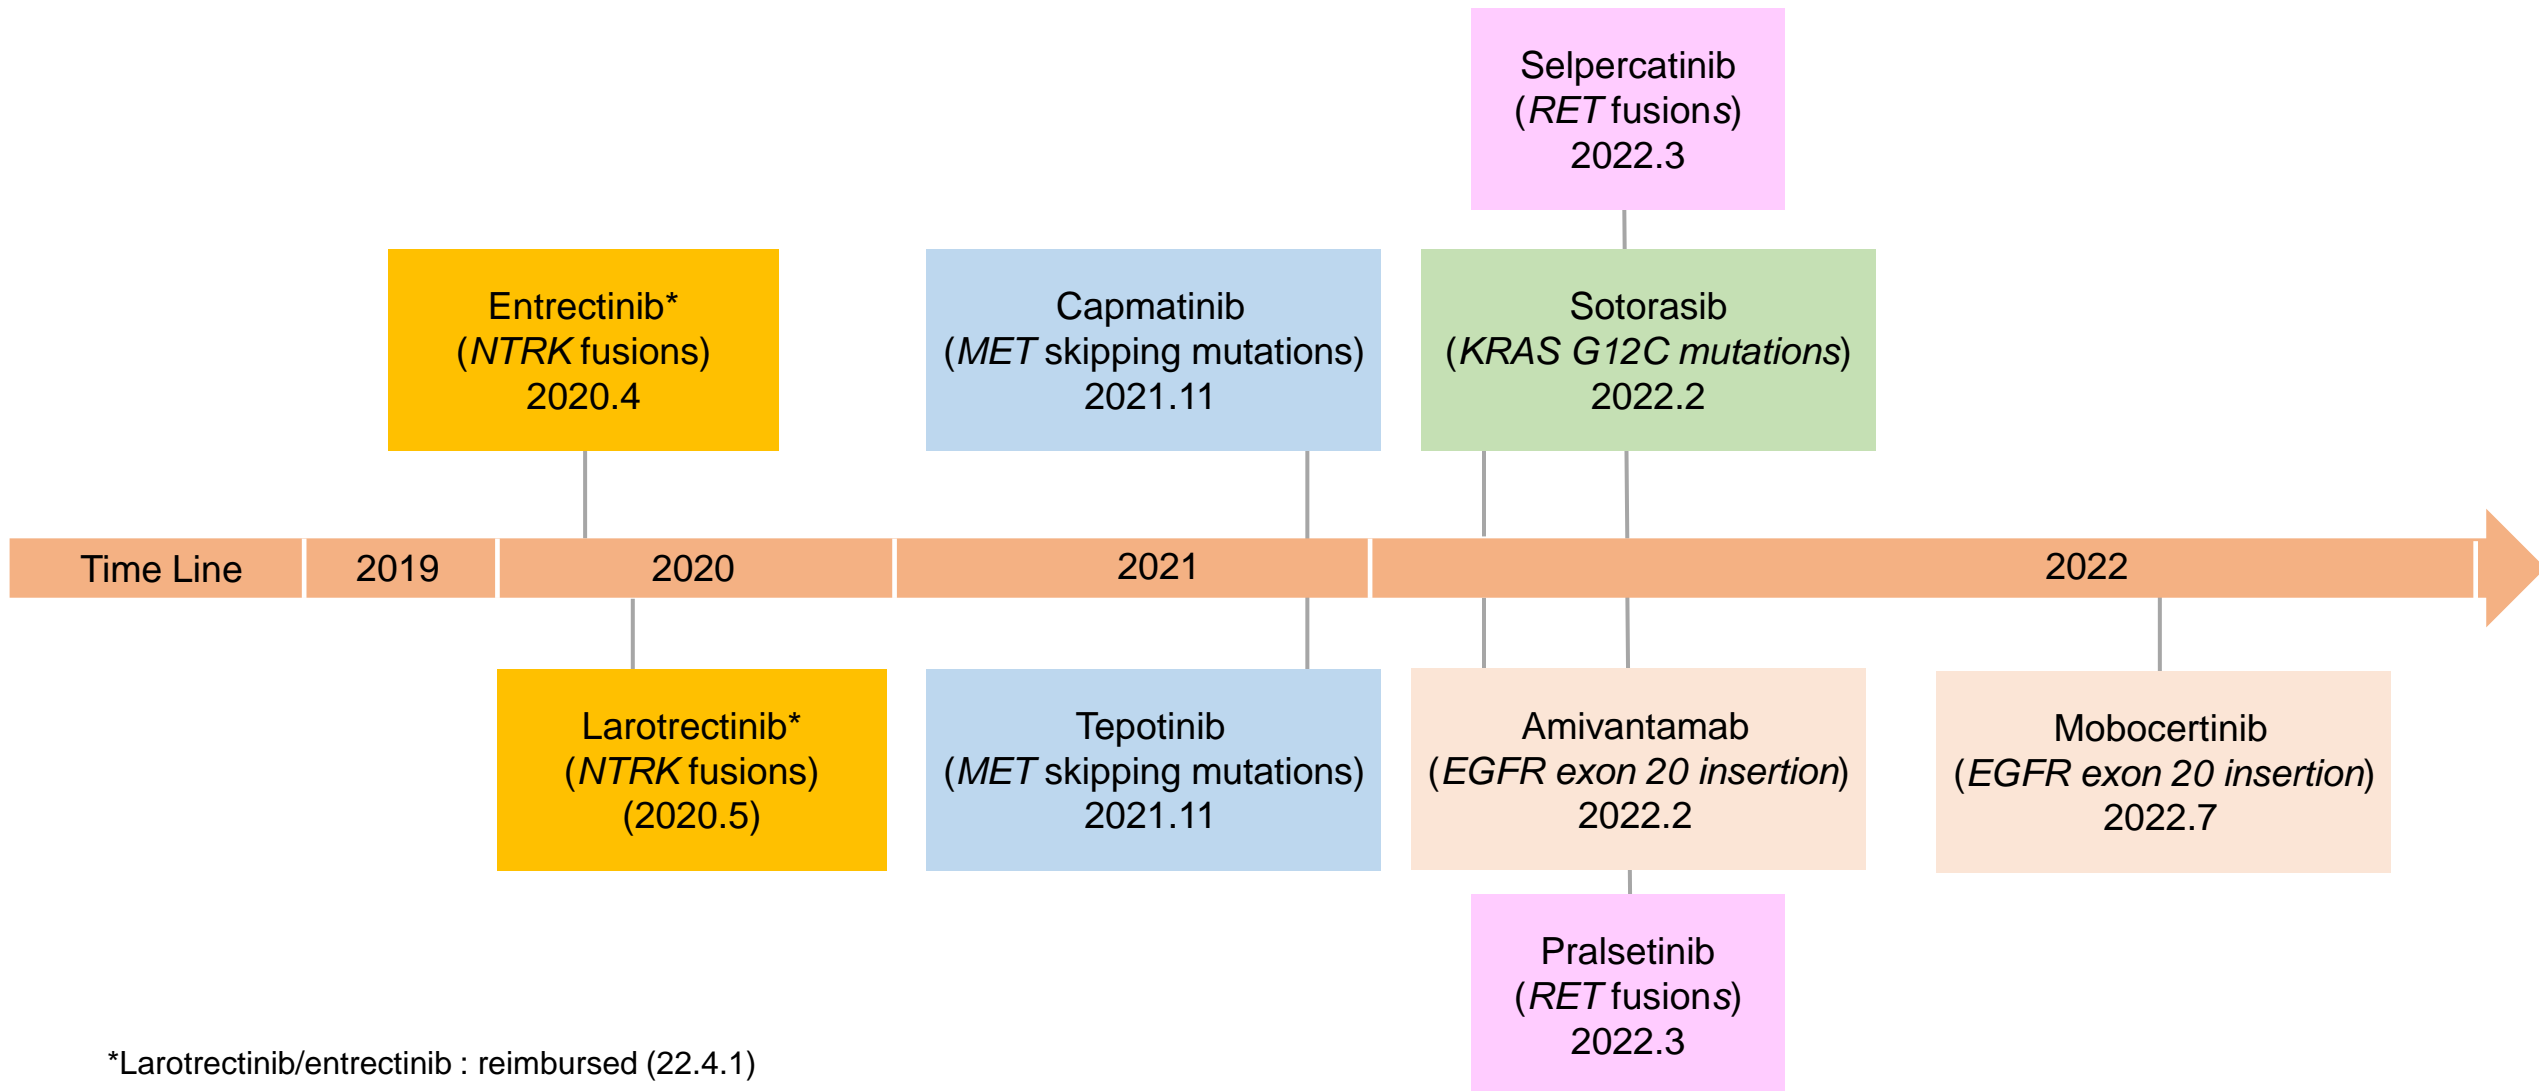 Selpercatinib
(RET fusions)
2022.3
Entrectinib*
(NTRK fusions)
2020.4
Capmatinib
(MET skipping mutations)
2021.11
Sotorasib
(KRAS G12C mutations)
2022.2
Time Line
2019
2020
2021
2022
Larotrectinib*
(NTRK fusions)
(2020.5)
Tepotinib
(MET skipping mutations)
2021.11
Amivantamab
(EGFR exon 20 insertion)
2022.2
Mobocertinib
(EGFR exon 20 insertion)
2022.7
Pralsetinib
(RET fusions)
2022.3
*Larotrectinib/entrectinib : reimbursed (22.4.1)